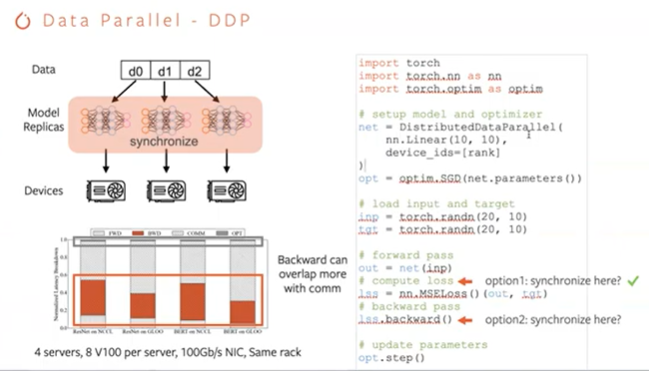 Data Parallel - DDP
Data
d0 d1 d2
Model
Replicas
synchronize
Devices
FWD BWD COMM OPT
Normalized Latency Breakdown
1.0
0.8
0.6
0.4
0.2
0.0
ResNet on NCCL ResNet on GLOO BERT on NCCL BERT on GLOO
Backward can
overlap more
with comm
4 servers, 8 V100 per server, 100Gb/s NIC, Same rack
import torch
import torch.nn as nn
import torch.optim as optim
# setup model and optimizer
net = DistributedDataParallel(
nn.Linear(10, 10),
device_ids=[rank]
)
opt = optim.SGD(net.parameters())
# load input and target
inp = torch.randn(20, 10)
tgt = torch.randn(20, 10)
# forward pass
out = net(inp)
# compute loss option1: synchronize here? ✓
lss = nn.MSELoss()(out, tgt)
# backward pass
lss.backward() option2: synchronize here?
# update parameters
opt.step()